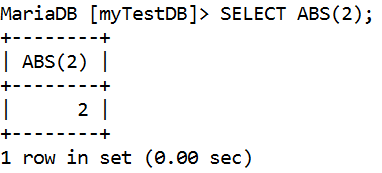 MariaDB [myTestDB]> SELECT ABS(2);
+--------+
| ABS(2) |
+--------+
|      2 |
+--------+
1 row in set (0.00 sec)